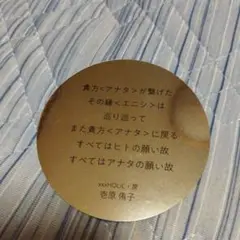 貴方<アナタ>が繋げた
その縁<エニシ>は
巡り巡って
また貴方<アナタ>に戻る
すべてはヒトの願い故
すべてはアナタの願い故
xxxHOLiC・戻
壱原 侑子